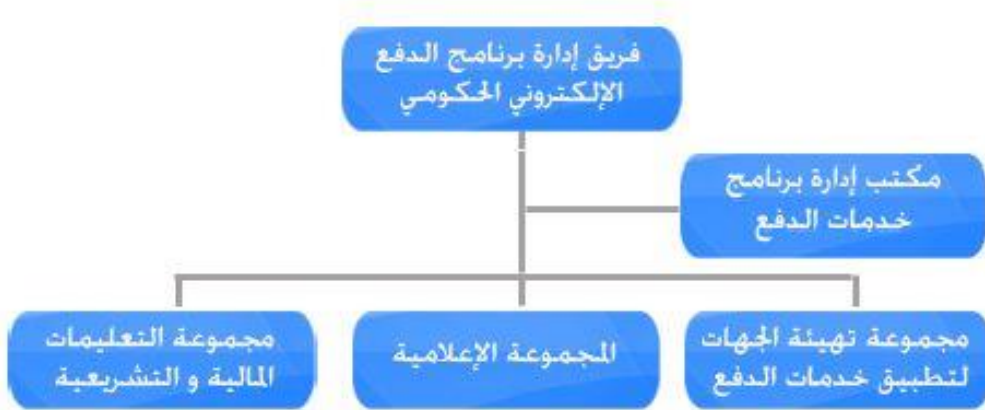 فريق إدارة برنامج الدفع
الإلكتروني الحكومي
مكتب إدارة برنامج
خدمات الدفع
مجموعة تهيئة الجهات
لتطبيق خدمات الدفع
المجموعة الإعلامية
مجموعة التعليمات
المالية و التشريعية